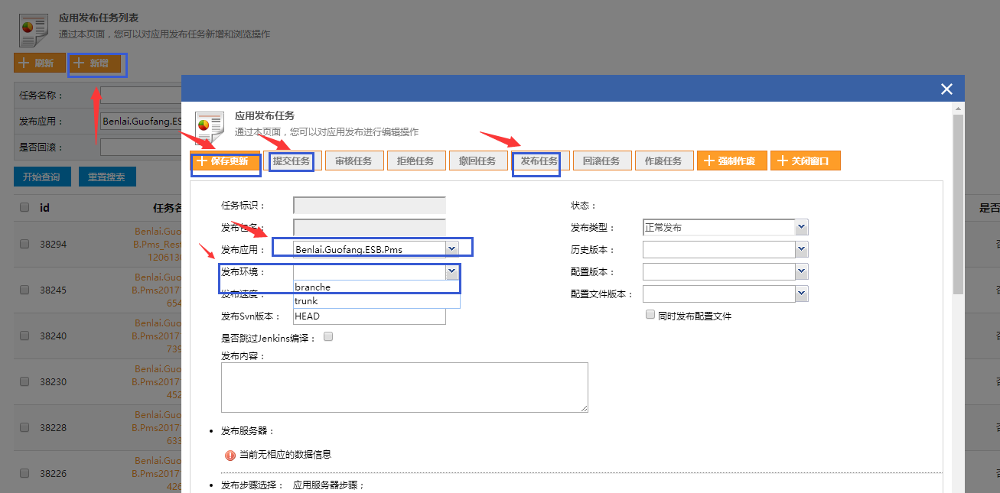 应用发布任务列表
通过本页面，您可以对应用发布任务新增和浏览操作
刷新 新增
任务名称：
发布应用： Benlai.Guofang.ES
是否回滚：
开始查询 重置搜索
id 任务名 是否
38294
Benlai.Guo
B.Pms_Rest
1206130
38245
Benlai.Guo
B.Pms2017
654
38240
Benlai.Guo
B.Pms2017
739
38230
Benlai.Guo
B.Pms2017
452
38228
Benlai.Guo
B.Pms2017
633
38226
Benlai.Guo
B.Pms2017
426
应用发布任务
通过本页面，您可以对应用发布进行编辑操作
保存更新 提交任务 审核任务 拒绝任务 撤回任务 发布任务 回滚任务 作废任务 强制作废 关闭窗口
任务标识： 状态：
发布包名： 发布类型： 正常发布
发布应用： Benlai.Guofang.ESB.Pms 历史版本：
发布环境： 配置版本：
branche
发布速度： 配置文件版本：
trunk
发布Svn版本： HEAD 同时发布配置文件
是否跳过Jenkins编译：
发布内容：
• 发布服务器：
当前无相应的数据信息
• 发布步骤选择： 应用服务器步骤；